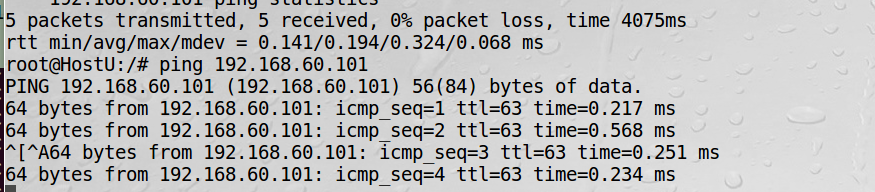 192.168.60.101 ping statistics
5 packets transmitted, 5 received, 0% packet loss, time 4075ms
rtt min/avg/max/mdev = 0.141/0.194/0.324/0.068 ms
root@HostU:/# ping 192.168.60.101
PING 192.168.60.101 (192.168.60.101) 56(84) bytes of data.
64 bytes from 192.168.60.101: icmp_seq=1 ttl=63 time=0.217 ms
64 bytes from 192.168.60.101: icmp_seq=2 ttl=63 time=0.568 ms
^[^A64 bytes from 192.168.60.101: icmp_seq=3 ttl=63 time=0.251 ms
64 bytes from 192.168.60.101: icmp_seq=4 ttl=63 time=0.234 ms